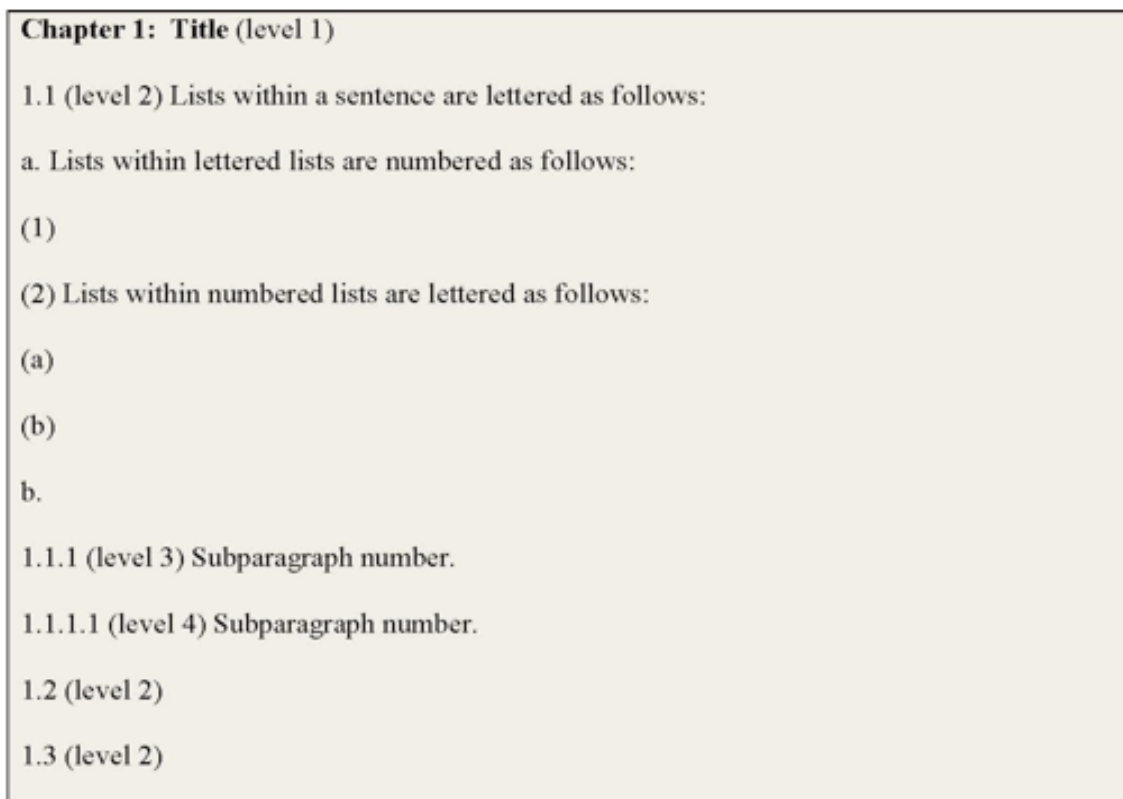 Chapter 1: Title (level 1)
1.1 (level 2) Lists within a sentence are lettered as follows:
a. Lists within lettered lists are numbered as follows:
(1)
(2) Lists within numbered lists are lettered as follows:
(a)
(b)
b.
1.1.1 (level 3) Subparagraph number.
1.1.1.1 (level 4) Subparagraph number.
1.2 (level 2)
1.3 (level 2)